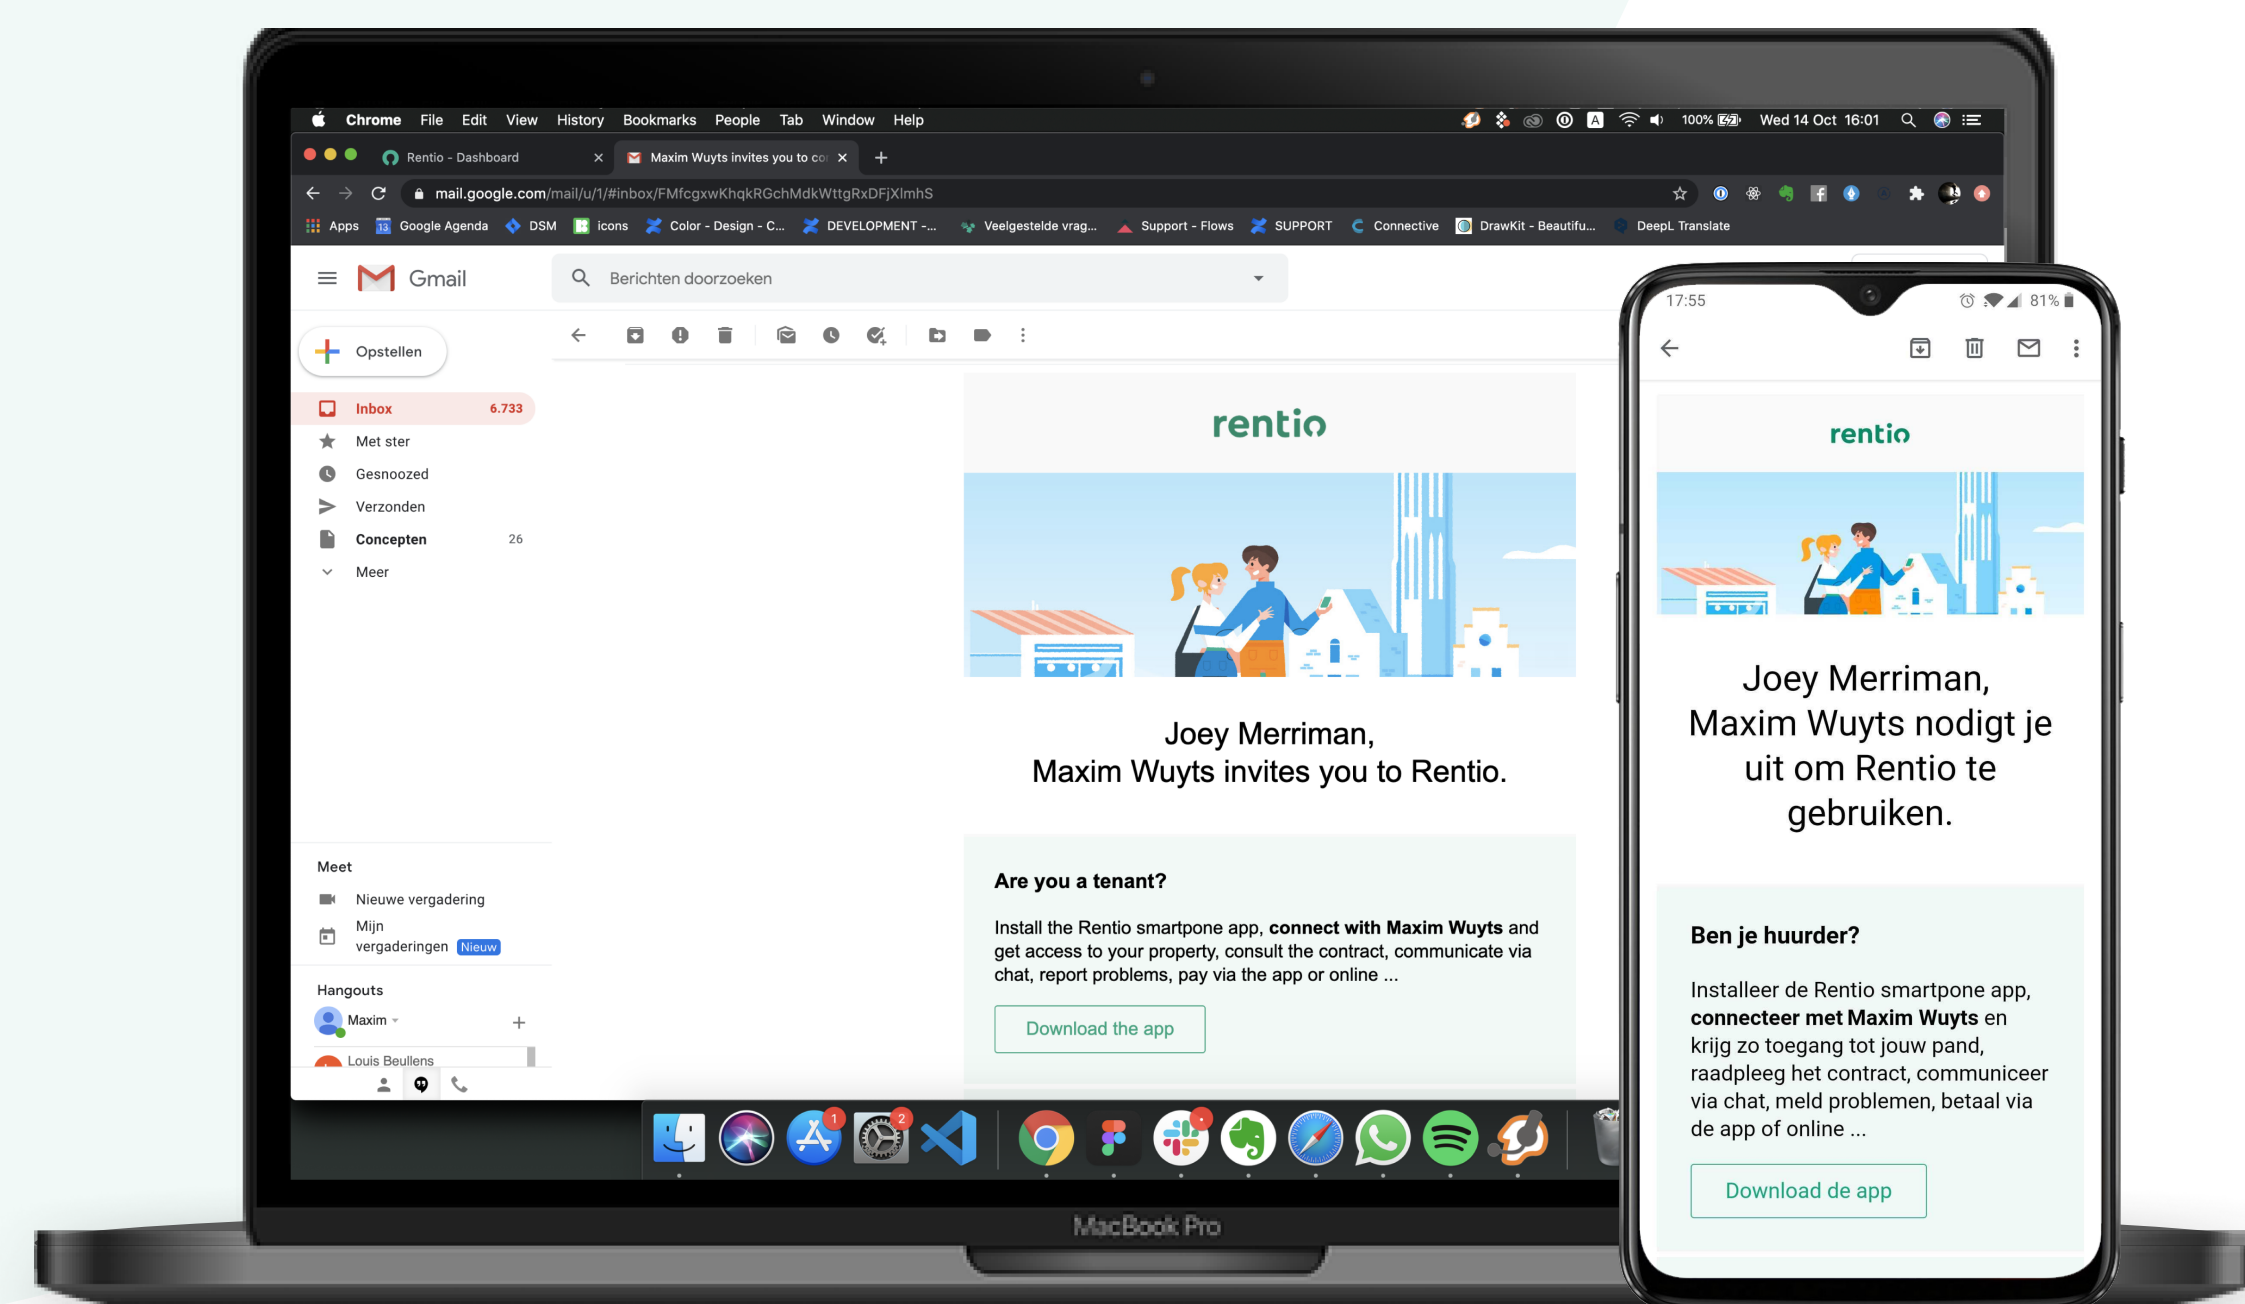 Chrome File Edit View History Bookmarks People Tab Window Help
100% Wed 14 Oct 16:01
Rentio - Dashboard
Maxim Wuyts invites you to co
mail.google.com/mail/u/1/#inbox/FMfcgxwKhqkRGchMdkWttgRxDFjXlmhS
Apps
13
Google Agenda
DSM
icons
Color - Design - C...
DEVELOPMENT -...
Veelgestelde vrag...
Support - Flows
SUPPORT
Connective
DrawKit - Beautifu...
DeepL Translate
Gmail
Berichten doorzoeken
Opstellen
Inbox 6.733
Met ster
Gesnoozed
Verzonden
Concepten 26
Meer
Meet
Nieuwe vergadering
Mijn
vergaderingen Nieuw
Hangouts
Maxim
Louis Beullens
rentio
Joey Merriman,
Maxim Wuyts invites you to Rentio.
Are you a tenant?
Install the Rentio smartpone app, connect with Maxim Wuyts and
get access to your property, consult the contract, communicate via
chat, report problems, pay via the app or online ...
Download the app
1
2
MacBook Pro
17:55
81%
rentio
Joey Merriman,
Maxim Wuyts nodigt je
uit om Rentio te
gebruiken.
Ben je huurder?
Installeer de Rentio smartpone app,
connecteer met Maxim Wuyts en
krijg zo toegang tot jouw pand,
raadpleeg het contract, communiceer
via chat, meld problemen, betaal via
de app of online ...
Download de app